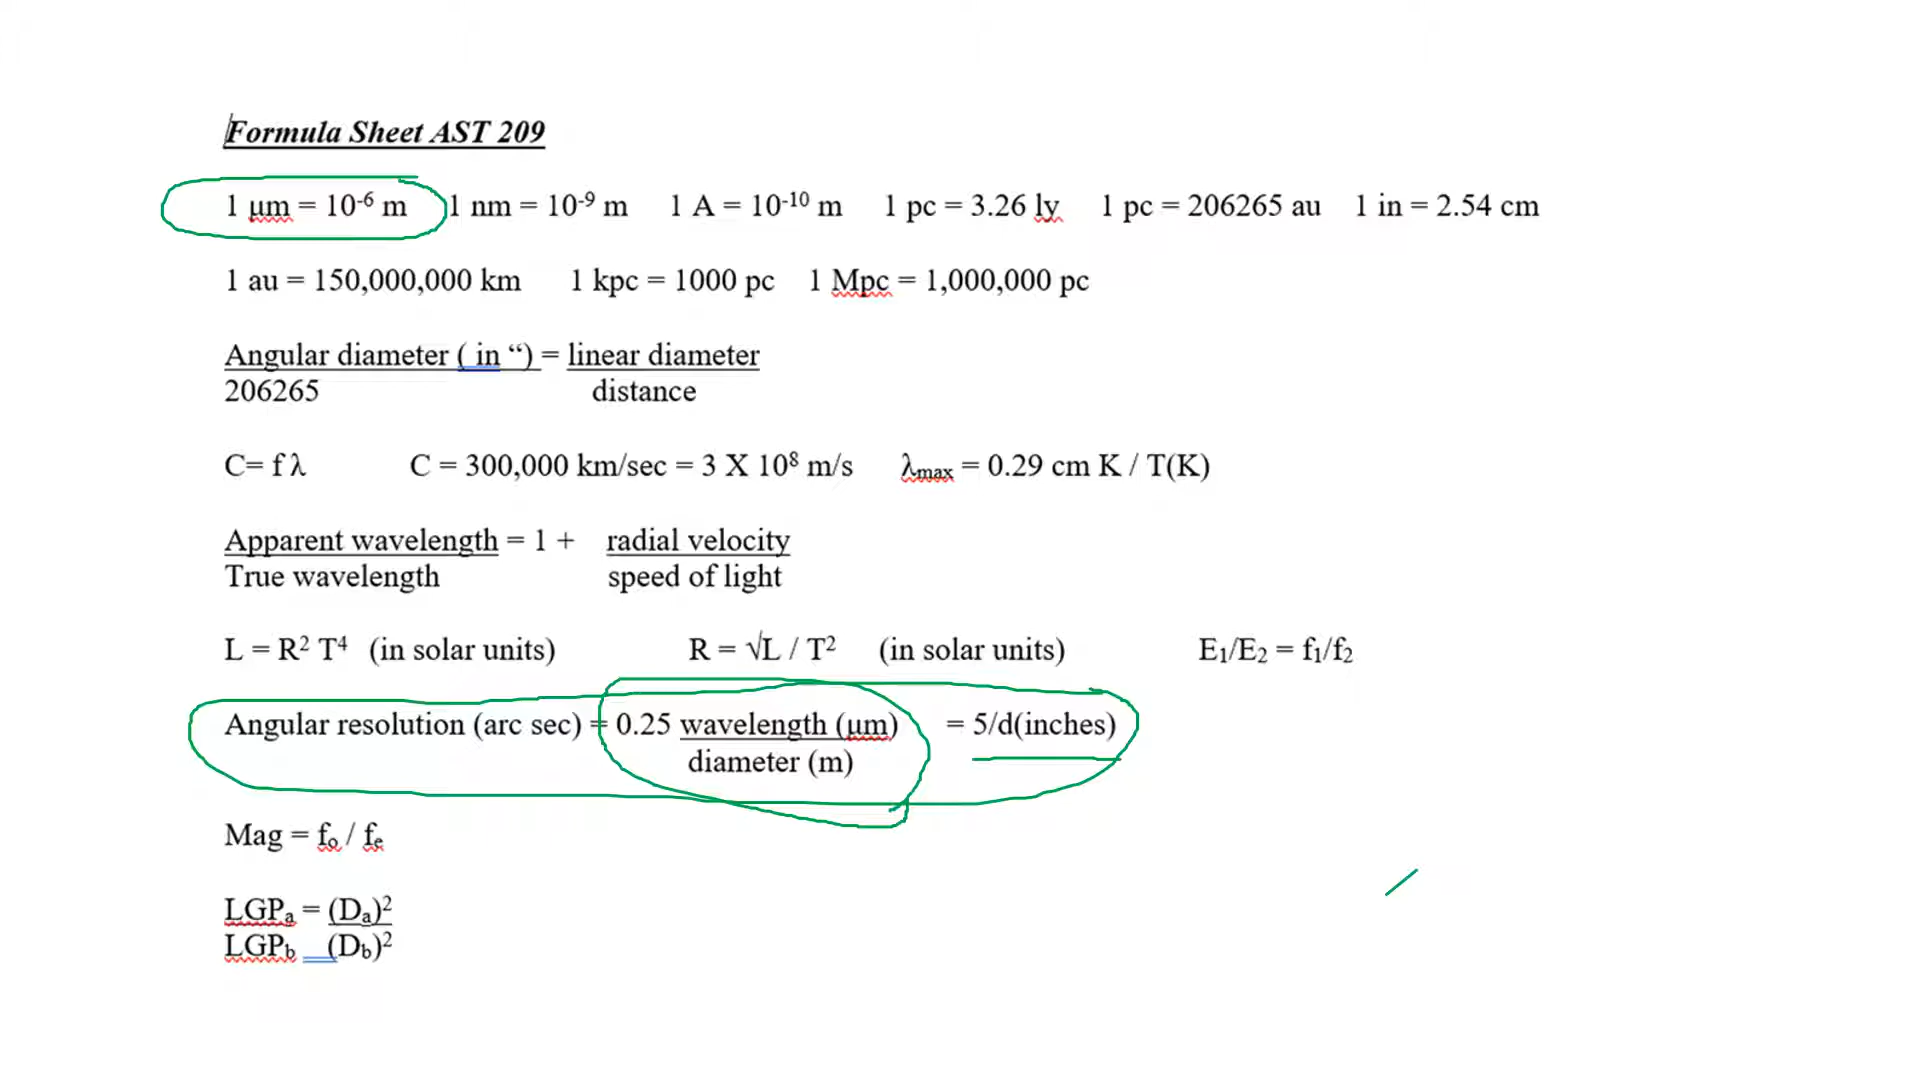 Formula Sheet AST 209
1 µm = 10⁻⁶ m 1 nm = 10⁻⁹ m 1 A = 10⁻¹⁰ m 1 pc = 3.26 ly 1 pc = 206265 au 1 in = 2.54 cm
1 au = 150,000,000 km 1 kpc = 1000 pc 1 Mpc = 1,000,000 pc
Angular diameter ( in “) = linear diameter
206265 distance
C= f λ C = 300,000 km/sec = 3 X 10⁸ m/s λmax = 0.29 cm K / T(K)
Apparent wavelength = 1 + radial velocity
True wavelength speed of light
L = R² T⁴ (in solar units) R = √L / T² (in solar units) E₁/E₂ = f₁/f₂
Angular resolution (arc sec) = 0.25 wavelength (µm) = 5/d(inches)
diameter (m)
Mag = fo / fe
LGPa = (Da)²
LGPb (Db)²